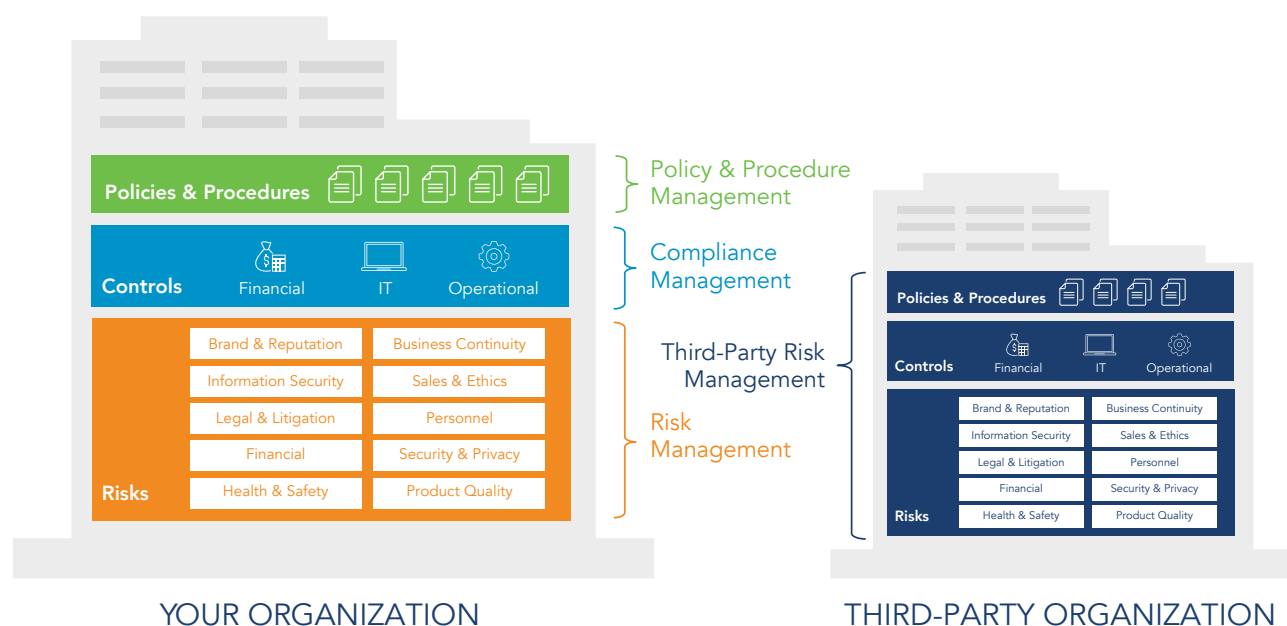 Policies & Procedures
Controls
Financial
IT
Operational
Risks
Brand & Reputation
Business Continuity
Information Security
Sales & Ethics
Legal & Litigation
Personnel
Financial
Security & Privacy
Health & Safety
Product Quality
YOUR ORGANIZATION
Policy & Procedure
Management
Compliance
Management
Risk
Management
Third-Party Risk
Management
Policies & Procedures
Controls
Financial
IT
Operational
Risks
Brand & Reputation
Business Continuity
Information Security
Sales & Ethics
Legal & Litigation
Personnel
Financial
Security & Privacy
Health & Safety
Product Quality
THIRD-PARTY ORGANIZATION